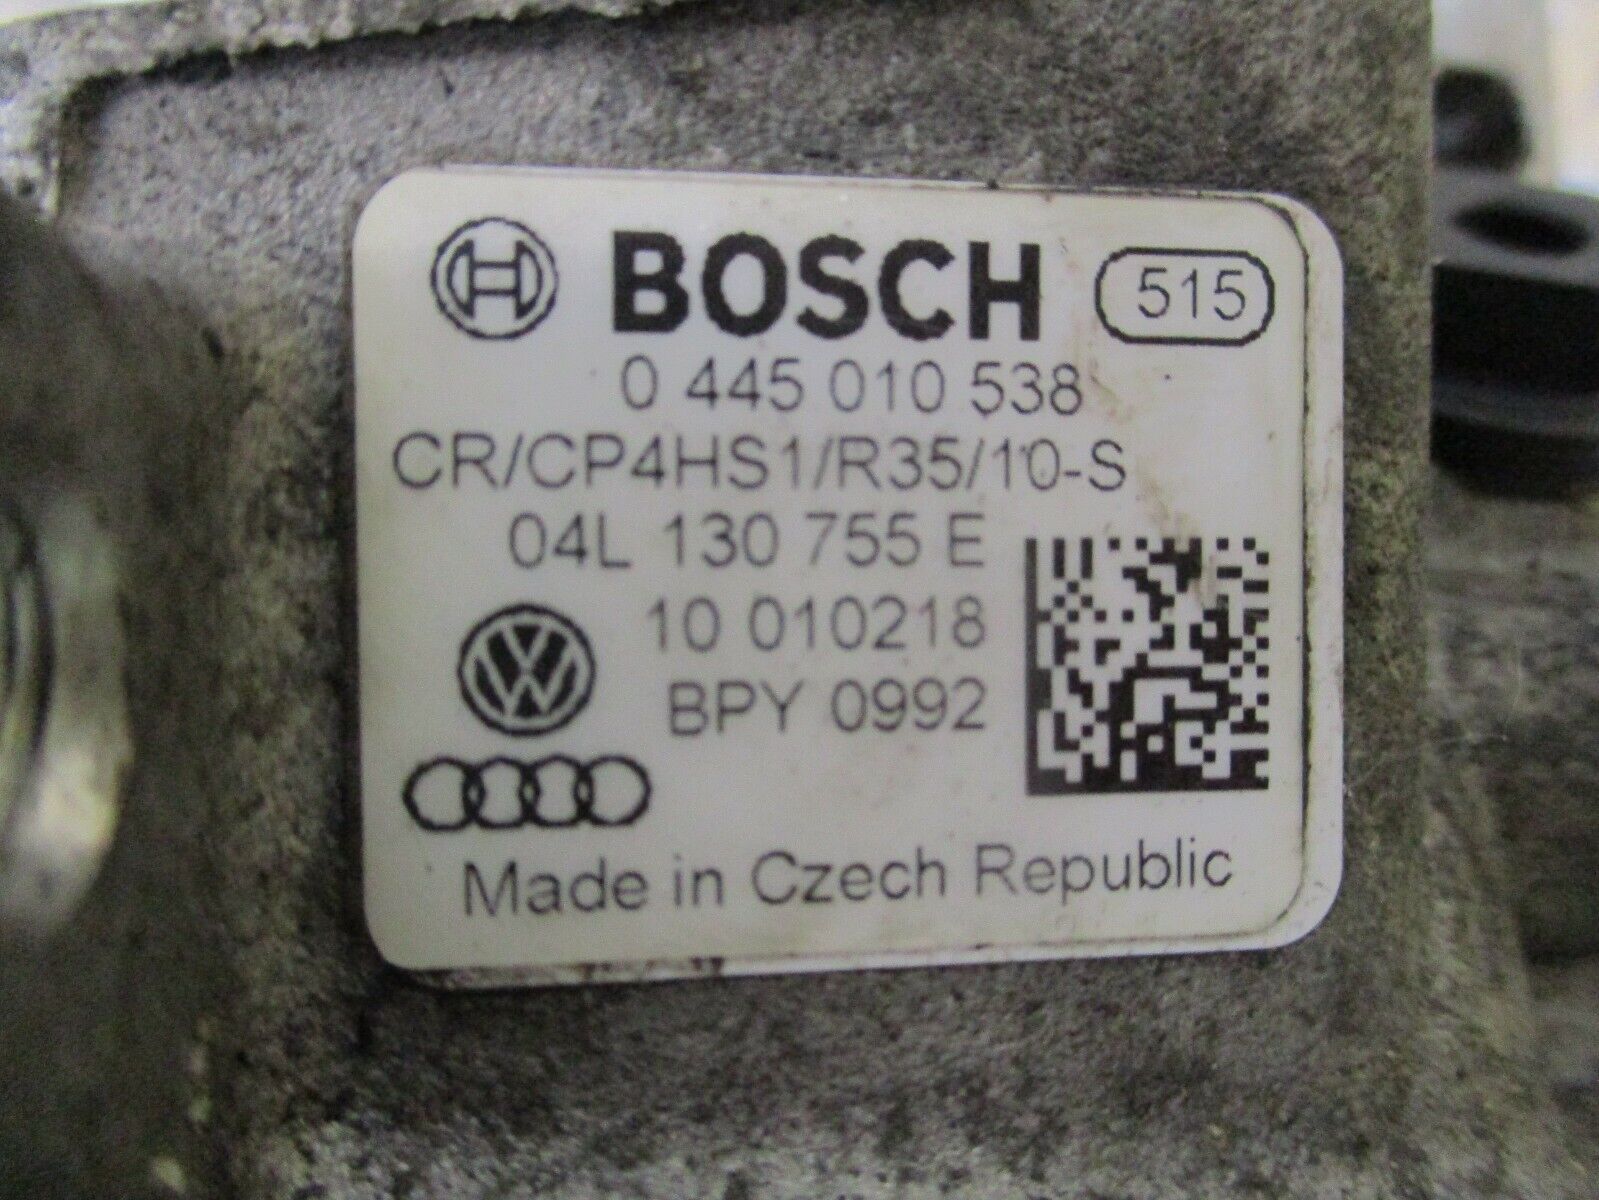 BOSCH 515
0 445 010 538
CR/CP4HS1/R35/10-S
04L 130 755 E
10 010218
BPY 0992
Made in Czech Republic